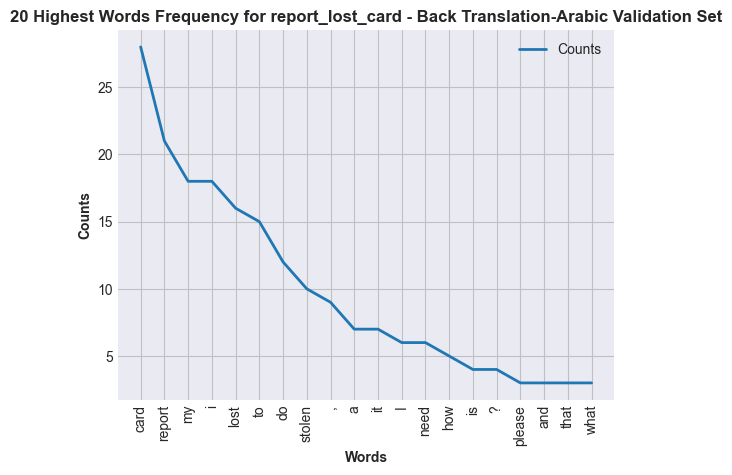 20 Highest Words Frequency for report_lost_card - Back Translation-Arabic Validation Set
Counts
25
20
15
10
5
Counts
card
report
my
i
lost
to
do
stolen
,
a
it
I
need
how
is
?
please
and
that
what
Words